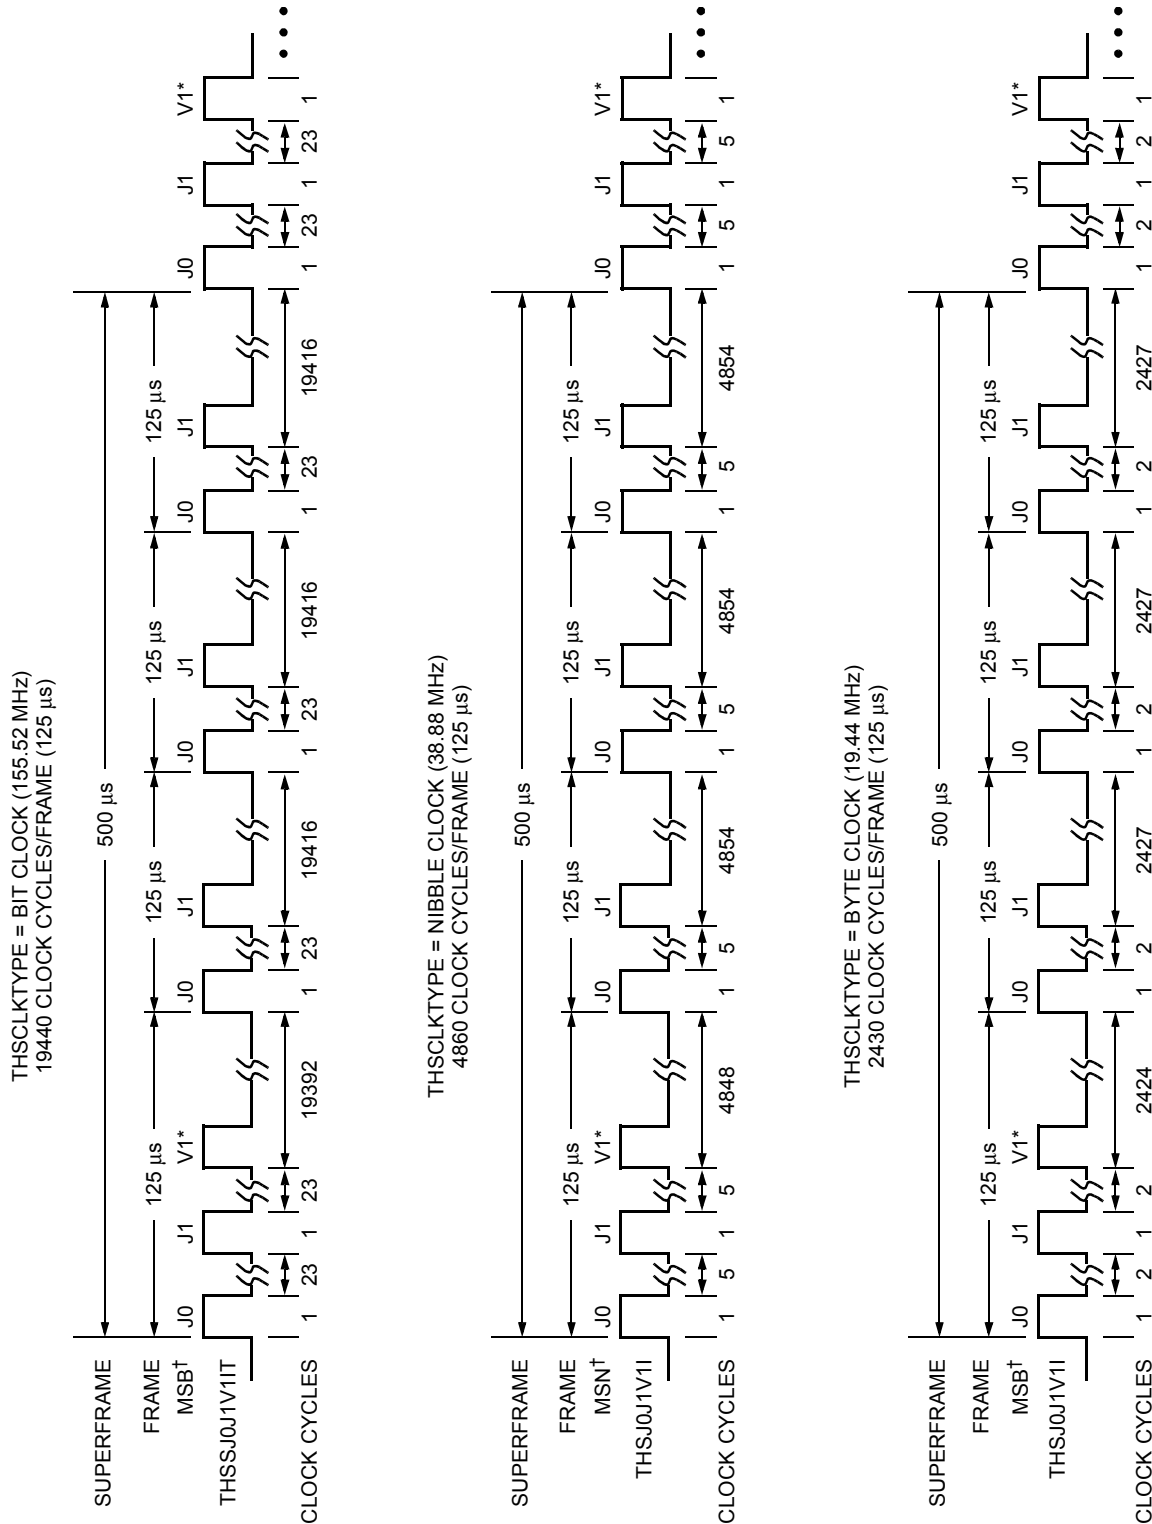 THSCLKTYPE = BIT CLOCK (155.52 MHz)
19440 CLOCK CYCLES/FRAME (125 µs)
SUPERFRAME 500 µs
FRAME 125 µs 125 µs 125 µs 125 µs
MSB† J0 J1 V1* J0 J1 J0 J1 J0 J1 J0 J1 V1*
THSSJ0J1V1IT
CLOCK CYCLES 1 23 1 23 19392 1 23 19416 1 23 19416 1 23 19416 1 23 1 23 1
THSCLKTYPE = NIBBLE CLOCK (38.88 MHz)
4860 CLOCK CYCLES/FRAME (125 µs)
SUPERFRAME 500 µs
FRAME 125 µs 125 µs 125 µs 125 µs
MSN† J0 J1 V1* J0 J1 J0 J1 J0 J1 J0 J1 V1*
THSJ0J1V1I
CLOCK CYCLES 1 5 1 5 4848 1 5 4854 1 5 4854 1 5 4854 1 5 1 5 1
THSCLKTYPE = BYTE CLOCK (19.44 MHz)
2430 CLOCK CYCLES/FRAME (125 µs)
SUPERFRAME 500 µs
FRAME 125 µs 125 µs 125 µs 125 µs
MSB† J0 J1 V1* J0 J1 J0 J1 J0 J1 J0 J1 V1*
THSJ0J1V1I
CLOCK CYCLES 1 2 1 2 2424 1 2 2427 1 2 2427 1 2 2427 1 2 1 2 1